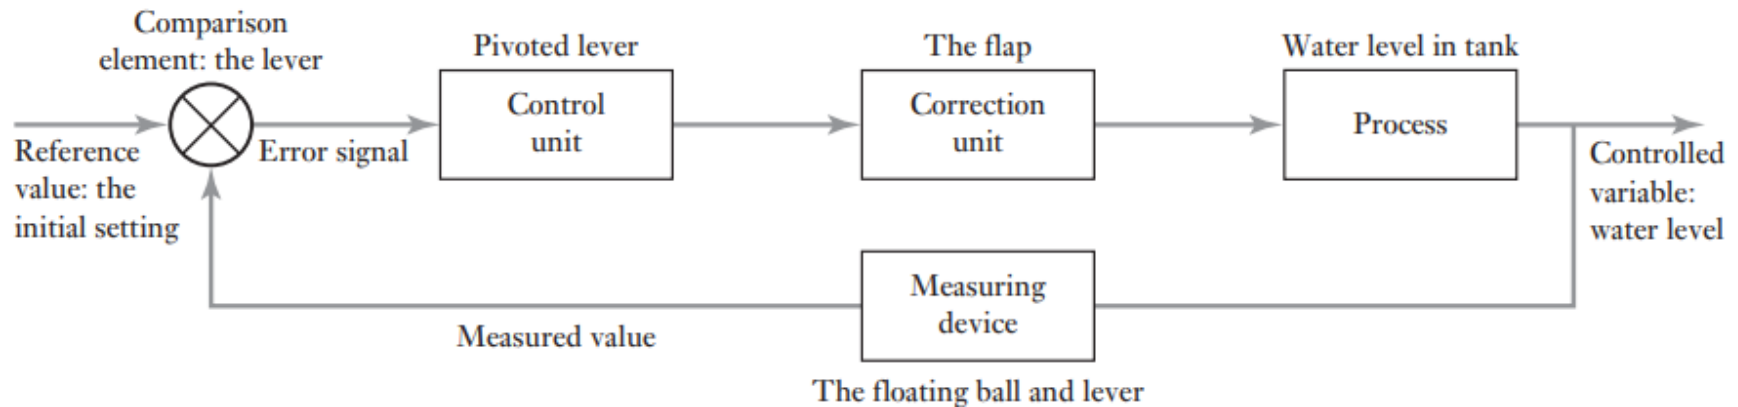 Comparison
element: the lever
Pivoted lever
The flap
Water level in tank
Control
unit
Correction
unit
Process
Reference
value: the
initial setting
Error signal
Controlled
variable:
water level
Measuring
device
Measured value
The floating ball and lever